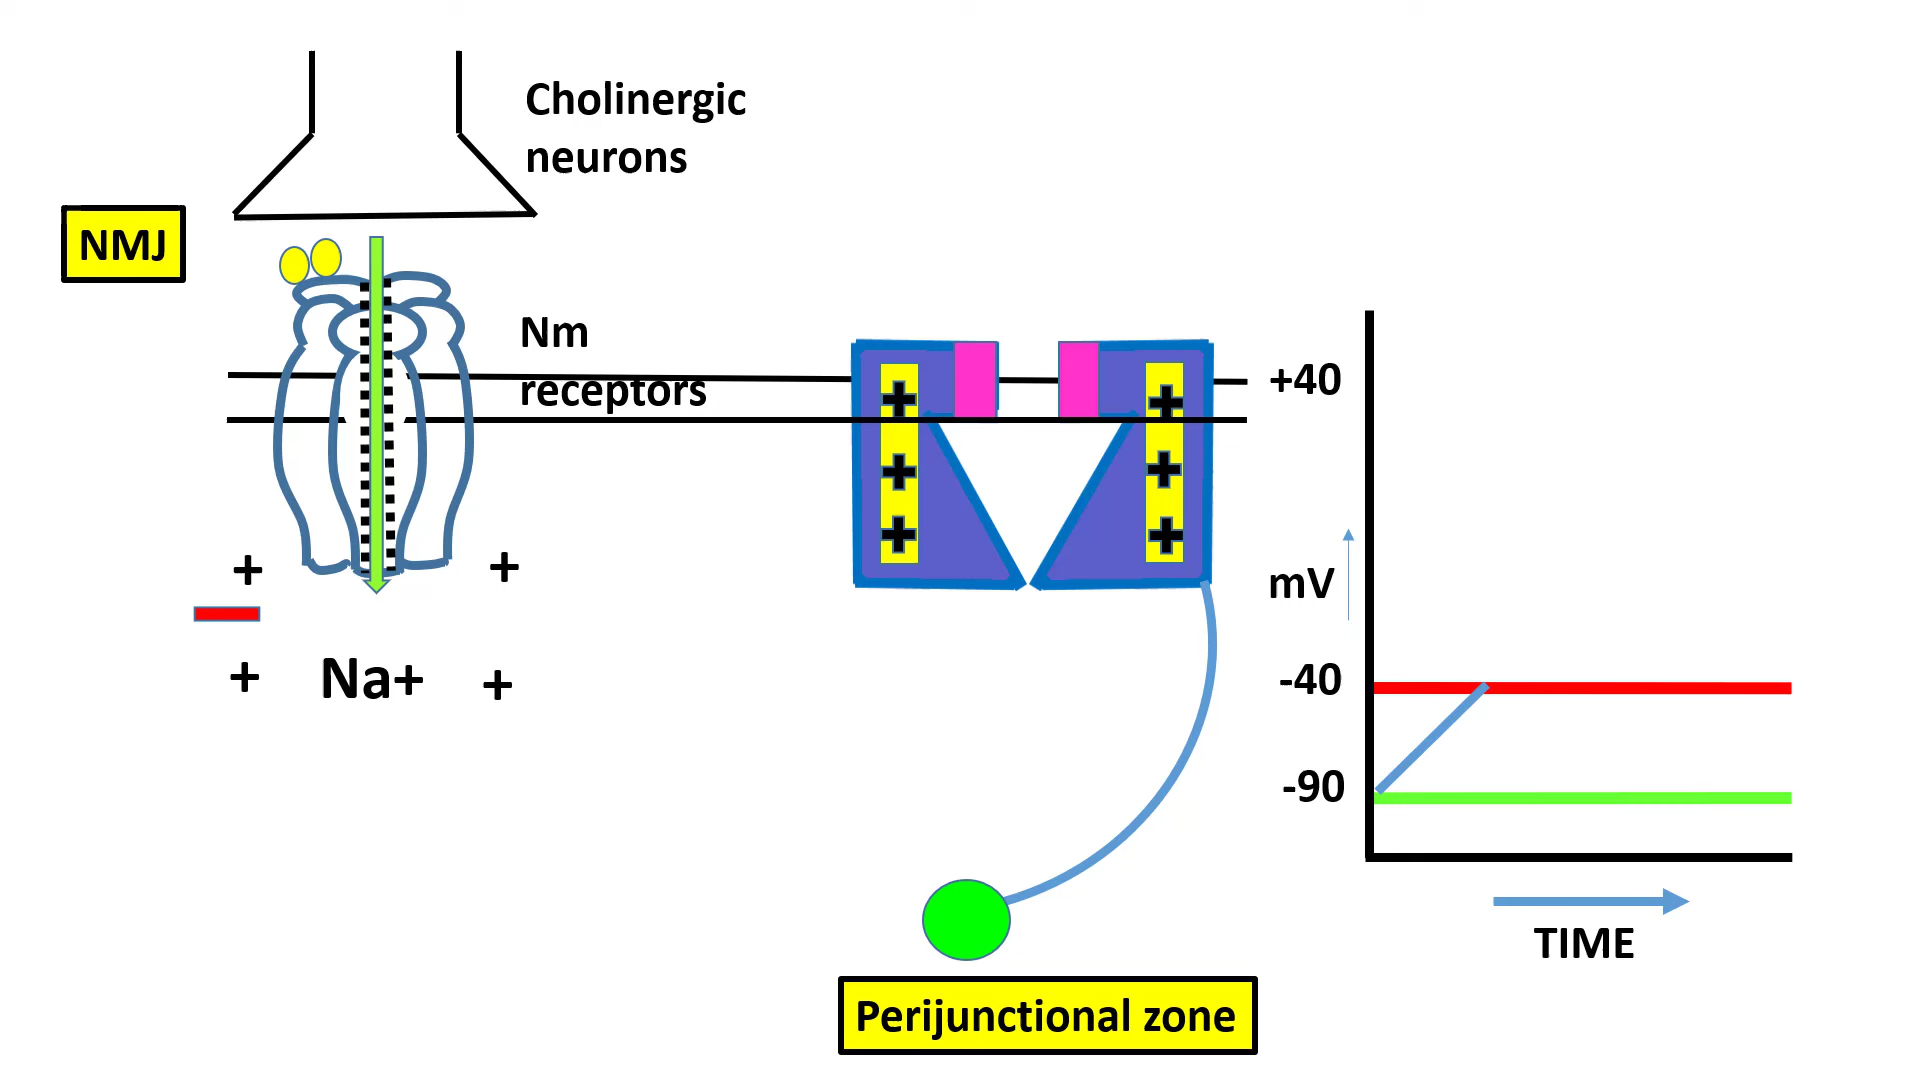 Cholinergic
neurons
NMJ
Nm
receptors
+40
mV
-40
-90
+ +
+ Na+ +
TIME
Perijunctional zone